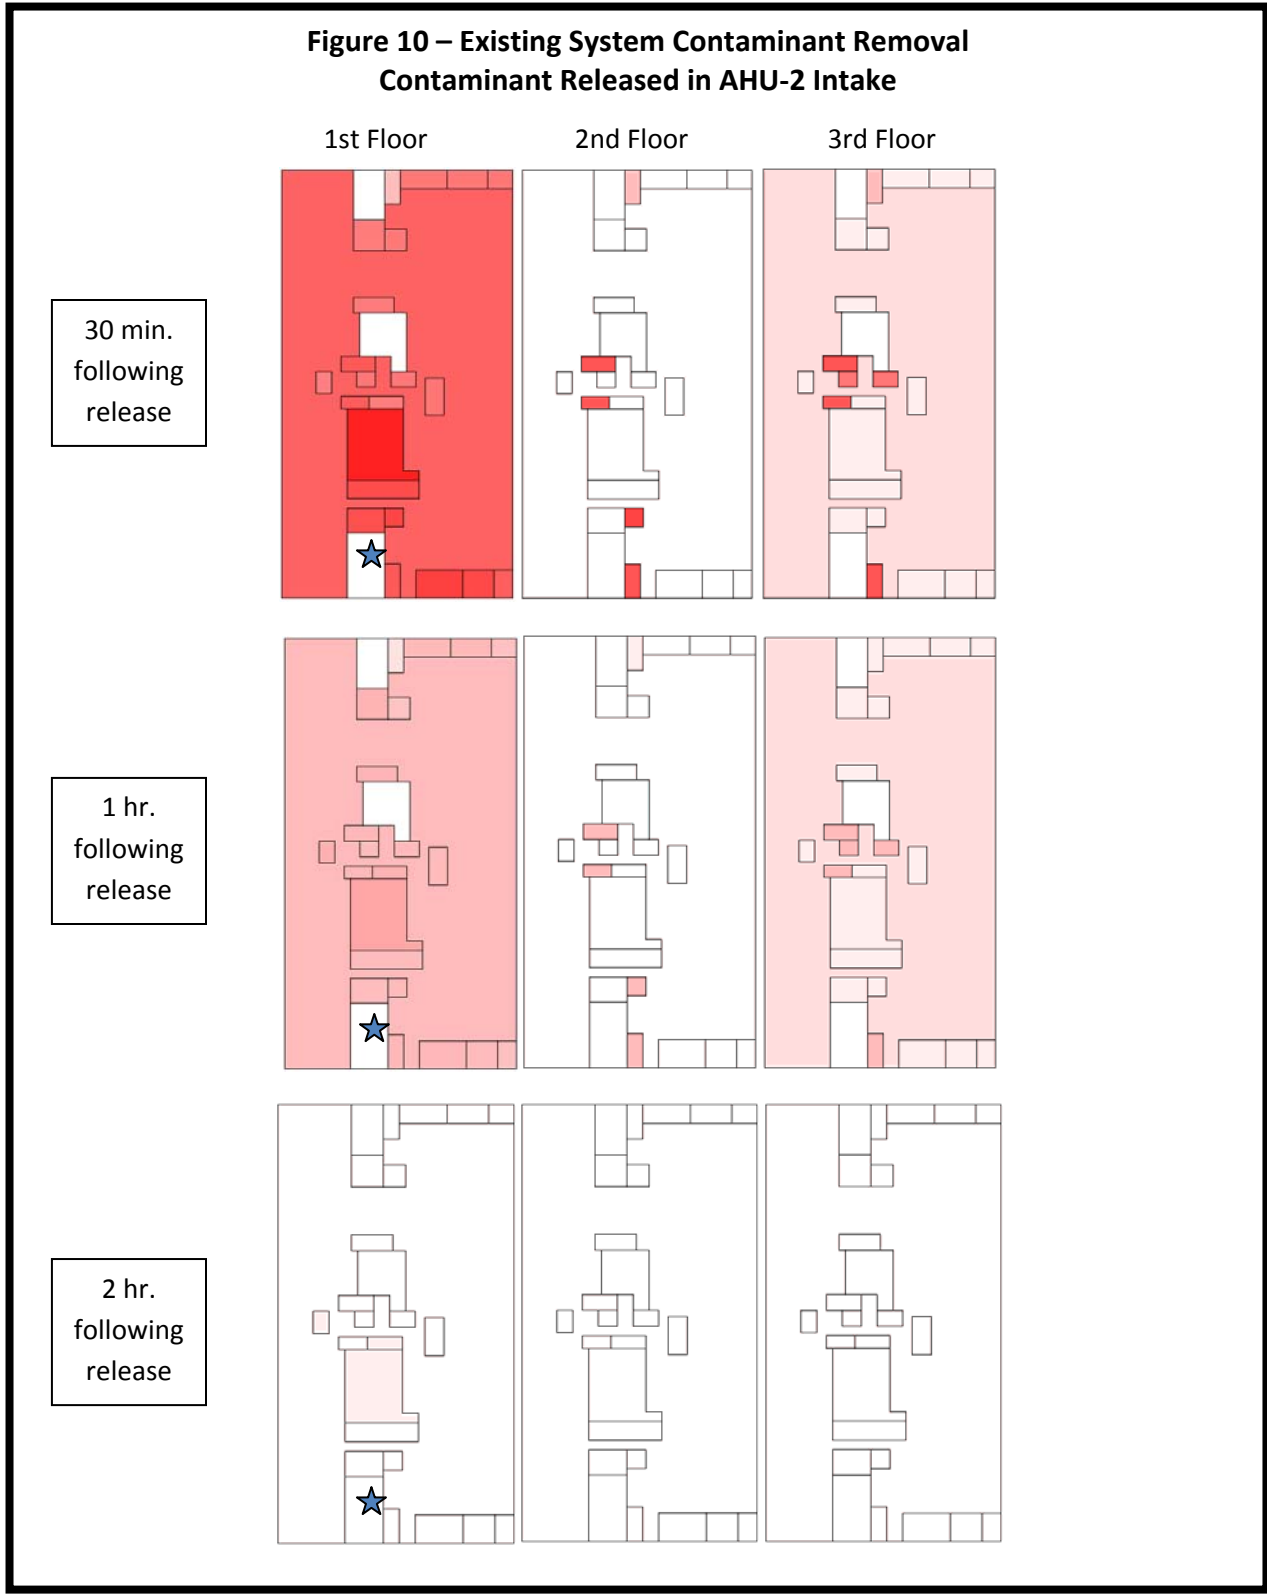 Figure 10 – Existing System Contaminant Removal
Contaminant Released in AHU-2 Intake
1st Floor
2nd Floor
3rd Floor
30 min.
following
release
1 hr.
following
release
2 hr.
following
release